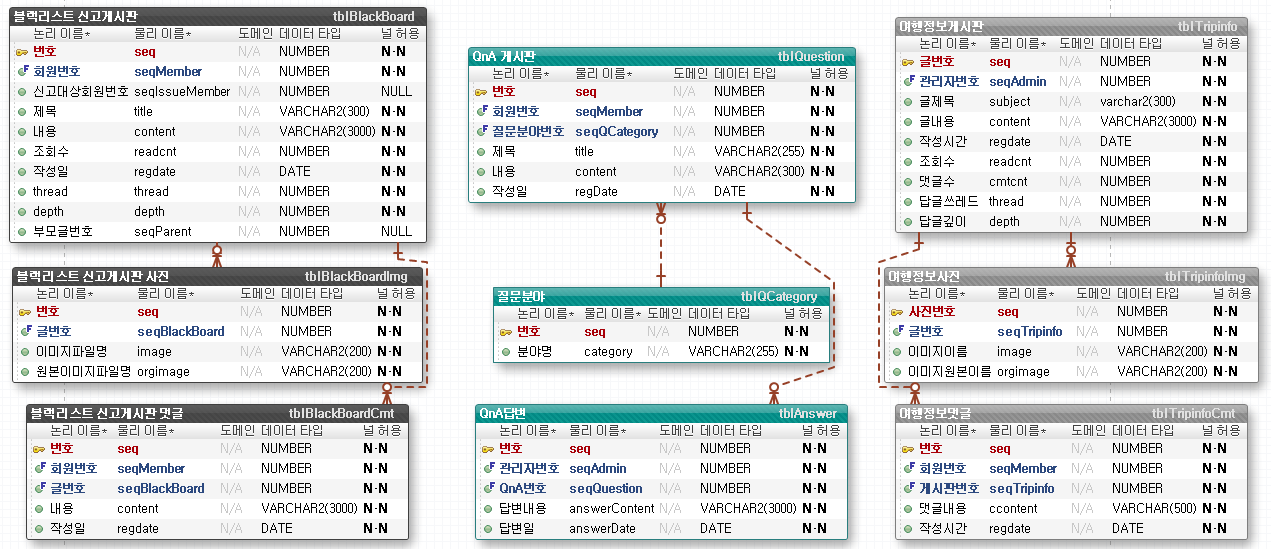 블랙리스트 신고게시판 tblBlackBoard
논리 이름* 물리 이름* 도메인 데이터 타입 널 허용
번호 seq N/A NUMBER N·N
회원번호 seqMember N/A NUMBER N·N
신고대상회원번호 seqIssueMember N/A NUMBER NULL
제목 title N/A VARCHAR2(300) N·N
내용 content N/A VARCHAR2(3000) N·N
조회수 readcnt N/A NUMBER N·N
작성일 regdate N/A DATE N·N
thread thread N/A NUMBER N·N
depth depth N/A NUMBER N·N
부모글번호 seqParent N/A NUMBER NULL
블랙리스트 신고게시판 사진 tblBlackBoardImg
논리 이름* 물리 이름* 도메인 데이터 타입 널 허용
번호 seq N/A NUMBER N·N
글번호 seqBlackBoard N/A NUMBER N·N
이미지파일명 image N/A VARCHAR2(200) N·N
원본이미지파일명 orgimage N/A VARCHAR2(200) N·N
블랙리스트 신고게시판 댓글 tblBlackBoardCmt
논리 이름* 물리 이름* 도메인 데이터 타입 널 허용
번호 seq N/A NUMBER N·N
회원번호 seqMember N/A NUMBER N·N
글번호 seqBlackBoard N/A NUMBER N·N
내용 content N/A VARCHAR2(3000) N·N
작성일 regdate N/A DATE N·N
QnA 게시판 tblQuestion
논리 이름* 물리 이름* 도메인 데이터 타입 널 허용
번호 seq N/A NUMBER N·N
회원번호 seqMember N/A NUMBER N·N
질문분야번호 seqQCategory N/A NUMBER N·N
제목 title N/A VARCHAR2(255) N·N
내용 content N/A VARCHAR2(300) N·N
작성일 regDate N/A DATE N·N
질문분야 tblQCategory
논리 이름* 물리 이름* 도메인 데이터 타입 널 허용
번호 seq N/A NUMBER N·N
분야명 category N/A VARCHAR2(255) N·N
QnA답변 tblAnswer
논리 이름* 물리 이름* 도메인 데이터 타입 널 허용
번호 seq N/A NUMBER N·N
관리자번호 seqAdmin N/A NUMBER N·N
QnA번호 seqQuestion N/A NUMBER N·N
답변내용 answerContent N/A VARCHAR2(3000) N·N
답변일 answerDate N/A DATE N·N
여행정보게시판 tblTripinfo
논리 이름* 물리 이름* 도메인 데이터 타입 널 허용
글번호 seq N/A NUMBER N·N
관리자번호 seqAdmin N/A NUMBER N·N
글제목 subject N/A varchar2(300) N·N
글내용 content N/A VARCHAR2(3000) N·N
작성시간 regdate N/A DATE N·N
조회수 readcnt N/A NUMBER N·N
댓글수 cmtcnt N/A NUMBER N·N
답글쓰레드 thread N/A NUMBER N·N
답글깊이 depth N/A NUMBER N·N
여행정보사진 tblTripinfoImg
논리 이름* 물리 이름* 도메인 데이터 타입 널 허용
사진번호 seq N/A NUMBER N·N
글번호 seqTripinfo N/A NUMBER N·N
이미지이름 image N/A VARCHAR2(200) N·N
이미지원본이름 orgimage N/A VARCHAR2(200) N·N
여행정보댓글 tblTripinfoCmt
논리 이름* 물리 이름* 도메인 데이터 타입 널 허용
번호 seq N/A NUMBER N·N
회원번호 seqMember N/A NUMBER N·N
게시판번호 seqTripinfo N/A NUMBER N·N
댓글내용 ccontent N/A VARCHAR(500) N·N
작성시간 regdate N/A DATE N·N